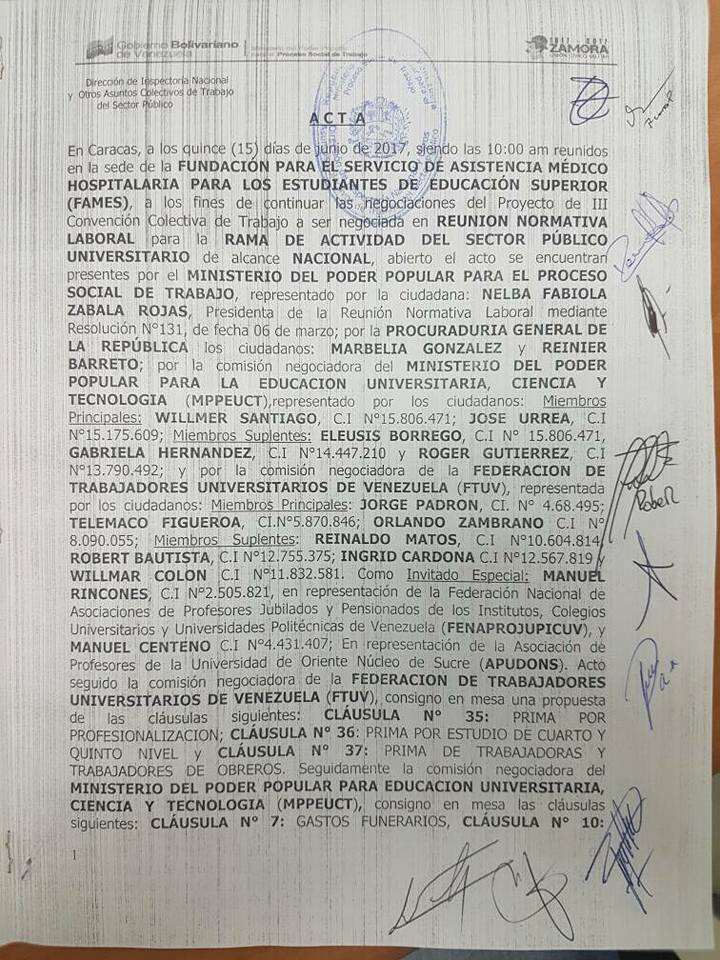 Gobierno Bolivariano
de Venezuela
Ministerio del Poder Popular
para el Proceso Social de Trabajo
1817 - 2017
ZAMORA
Dirección de Inspectoría Nacional
y Otros Asuntos Colectivos de Trabajo
del Sector Público
A C T A
En Caracas, a los quince (15) días de junio de 2017, siendo las 10:00 am reunidos
en la sede de la FUNDACIÓN PARA EL SERVICIO DE ASISTENCIA MÉDICO
HOSPITALARIA PARA LOS ESTUDIANTES DE EDUCACIÓN SUPERIOR
(FAMES), a los fines de continuar las negociaciones del Proyecto de III
Convención Colectiva de Trabajo a ser negociada en REUNION NORMATIVA
LABORAL para la RAMA DE ACTIVIDAD DEL SECTOR PÚBLICO
UNIVERSITARIO de alcance NACIONAL, abierto el acto se encuentran
presentes por el MINISTERIO DEL PODER POPULAR PARA EL PROCESO
SOCIAL DE TRABAJO, representado por la ciudadana: NELBA FABIOLA
ZABALA ROJAS, Presidenta de la Reunión Normativa Laboral mediante
Resolución N°131, de fecha 06 de marzo; por la PROCURADURIA GENERAL DE
LA REPÚBLICA los ciudadanos: MARBELIA GONZALEZ y REINIER
BARRETO; por la comisión negociadora del MINISTERIO DEL PODER
POPULAR PARA LA EDUCACION UNIVERSITARIA, CIENCIA Y
TECNOLOGIA (MPPEUCT),representado por los ciudadanos: Miembros
Principales: WILLMER SANTIAGO, C.I N°15.806.471; JOSE URREA, C.I
N°15.175.609; Miembros Suplentes: ELEUSIS BORREGO, C.I N° 15.806.471,
GABRIELA HERNANDEZ, C.I N°14.447.210 y ROGER GUTIERREZ, C.I
N°13.790.492; y por la comisión negociadora de la FEDERACION DE
TRABAJADORES UNIVERSITARIOS DE VENEZUELA (FTUV), representada
por los ciudadanos: Miembros Principales: JORGE PADRON, CI. N° 4.68.495;
TELEMACO FIGUEROA, CI.N°5.870.846; ORLANDO ZAMBRANO C.I N°
8.090.055; Miembros Suplentes: REINALDO MATOS, C.I N°10.604.814,
ROBERT BAUTISTA, C.I N°12.755.375; INGRID CARDONA C.I N°12.567.819 y
WILLMAR COLON C.I N°11.832.581. Como Invitado Especial: MANUEL
RINCONES, C.I N°2.505.821, en representación de la Federación Nacional de
Asociaciones de Profesores Jubilados y Pensionados de los Institutos, Colegios
Universitarios y Universidades Politécnicas de Venezuela (FENAPROJUPICUV), y
MANUEL CENTENO C.I N°4.431.407; En representación de la Asociación de
Profesores de la Universidad de Oriente Núcleo de Sucre (APUDONS). Actó
seguido la comisión negociadora de la FEDERACION DE TRABAJADORES
UNIVERSITARIOS DE VENEZUELA (FTUV), consigno en mesa una propuesta
de las cláusulas siguientes: CLÁUSULA N° 35: PRIMA POR
PROFESIONALIZACION; CLÁUSULA N° 36: PRIMA POR ESTUDIO DE CUARTO Y
QUINTO NIVEL y CLÁUSULA N° 37: PRIMA DE TRABAJADORAS Y
TRABAJADORES DE OBREROS. Seguidamente la comisión negociadora del
MINISTERIO DEL PODER POPULAR PARA EDUCACION UNIVERSITARIA,
CIENCIA Y TECNOLOGIA (MPPEUCT), consigno en mesa las cláusulas
siguientes: CLÁUSULA N° 7: GASTOS FUNERARIOS, CLÁUSULA N° 10:
1